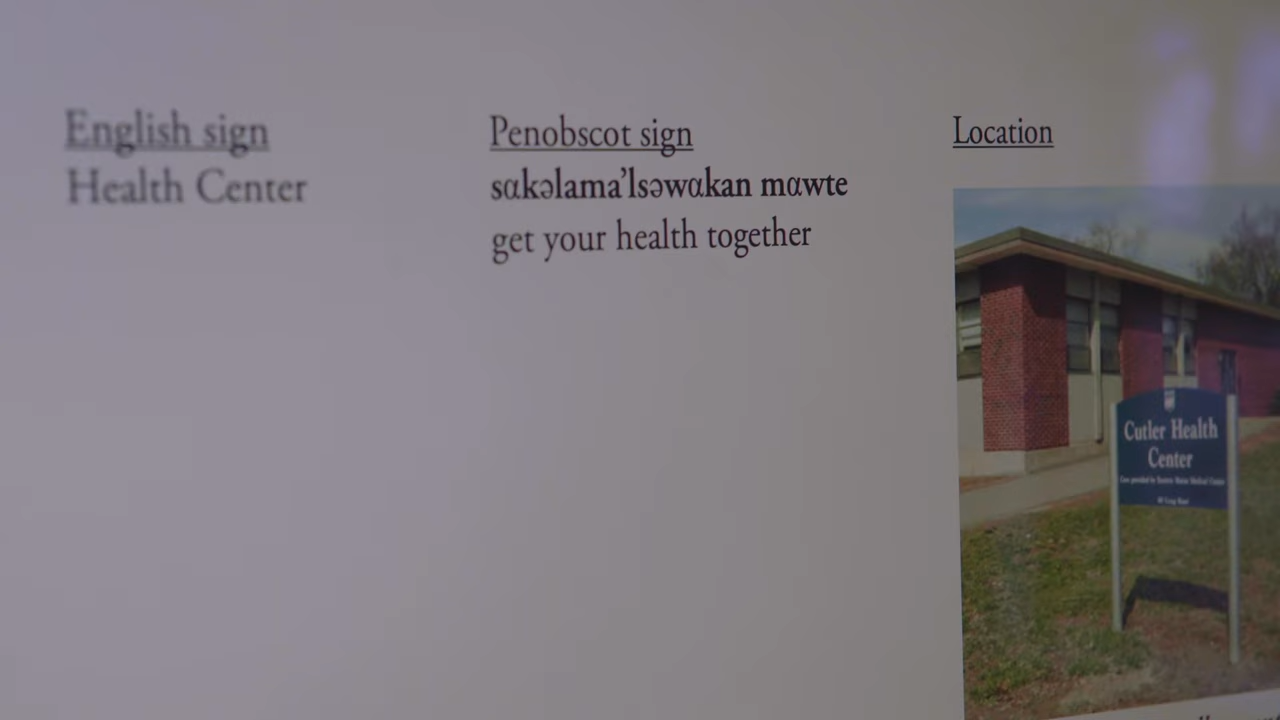 English sign
Health Center
Penobscot sign
sαkəlama’lsəwαkan mαwte
get your health together
Location
Cutler Health
Center